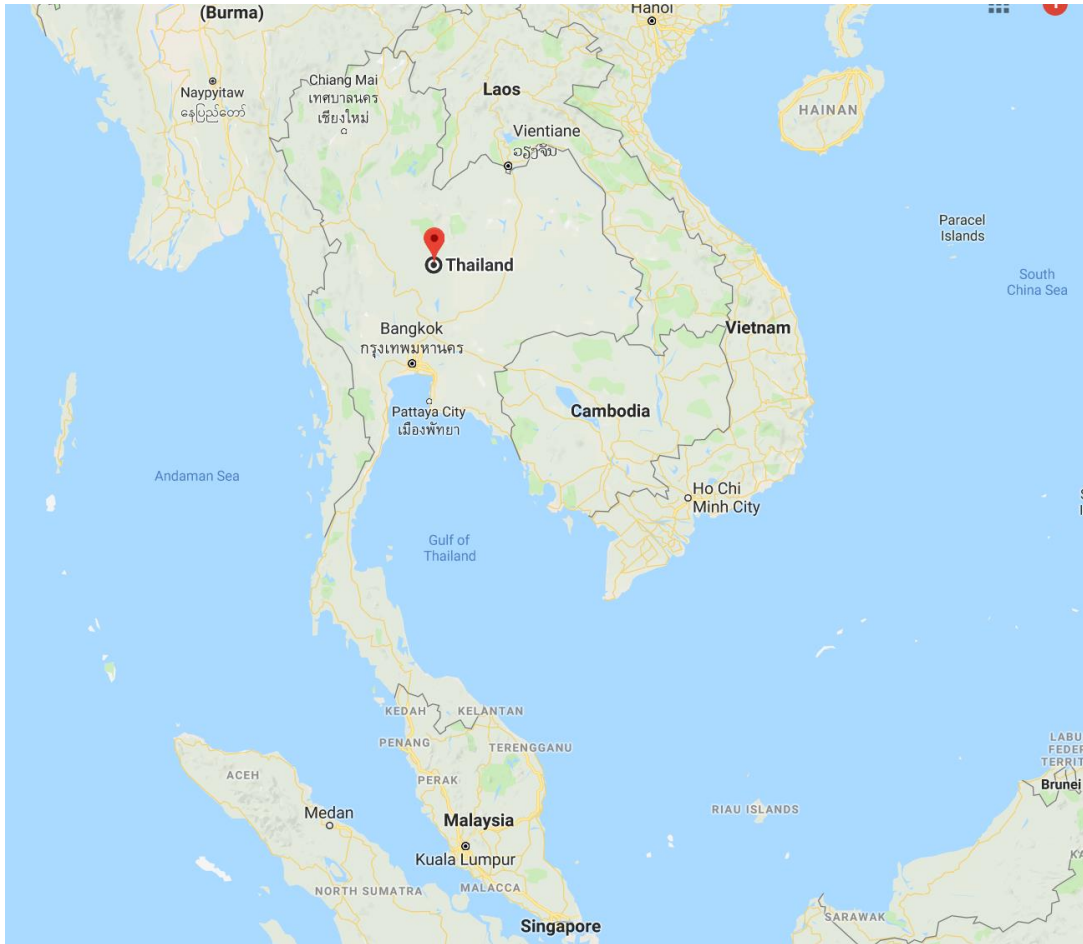 (Burma)
Hanoi
Naypyitaw
နေပြည်တော်
Chiang Mai
เทศบาลนคร
เชียงใหม่
Laos
Vientiane
ວຽງຈັນ
HAINAN
Paracel
Islands
South
China Sea
Thailand
Bangkok
กรุงเทพมหานคร
Vietnam
Pattaya City
เมืองพัทยา
Cambodia
Andaman Sea
Ho Chi
Minh City
Gulf of
Thailand
KEDAH
KELANTAN
PENANG
TERENGGANU
ACEH
PERAK
Medan
Malaysia
RIAU ISLANDS
Kuala Lumpur
NORTH SUMATRA
MALACCA
Singapore
LABU
FEDER
TERRIT
Brunei
SARAWAK